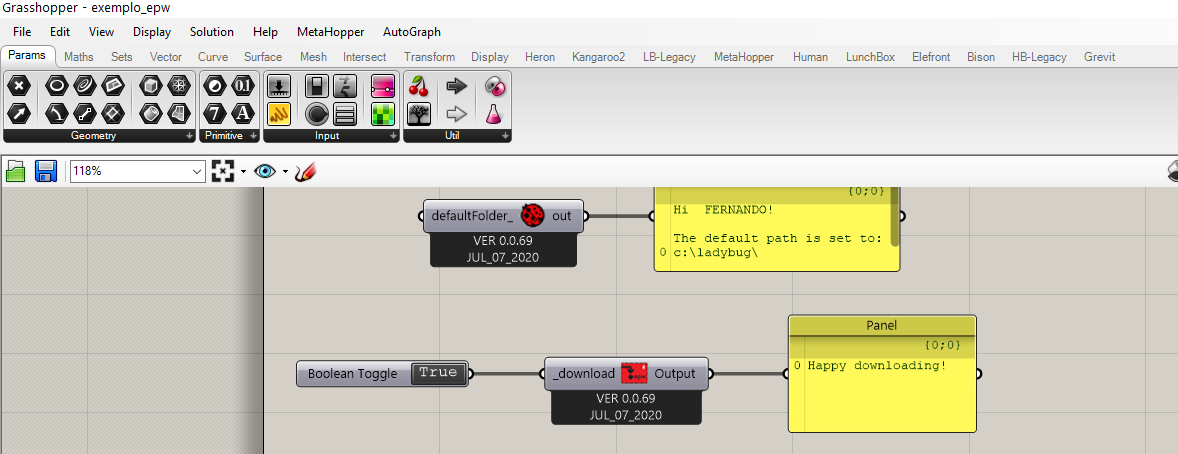 Grasshopper - exemplo_epw
File Edit View Display Solution Help MetaHopper AutoGraph
Params Maths Sets Vector Curve Surface Mesh Intersect Transform Display Heron Kangaroo2 LB-Legacy MetaHopper Human LunchBox Elefront Bison HB-Legacy Grevit
0.1
7 A
Geometry Primitive Input Util
118%
{0;0}
defaultFolder_ out
Hi FERNANDO!
VER 0.0.69
JUL_07_2020
The default path is set to:
0 c:\ladybug\
Panel
{0;0}
Boolean Toggle True
_download Output
0 Happy downloading!
VER 0.0.69
JUL_07_2020